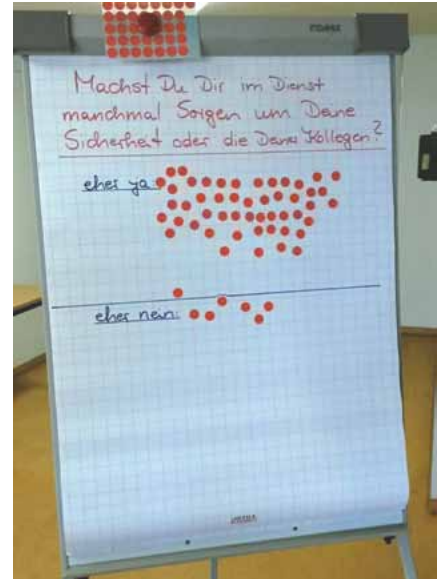 Machst Du Dir im Dienst
manchmal Sorgen um Deine
Sicherheit oder die Deiner Kollegen?
eher ja:
eher nein: